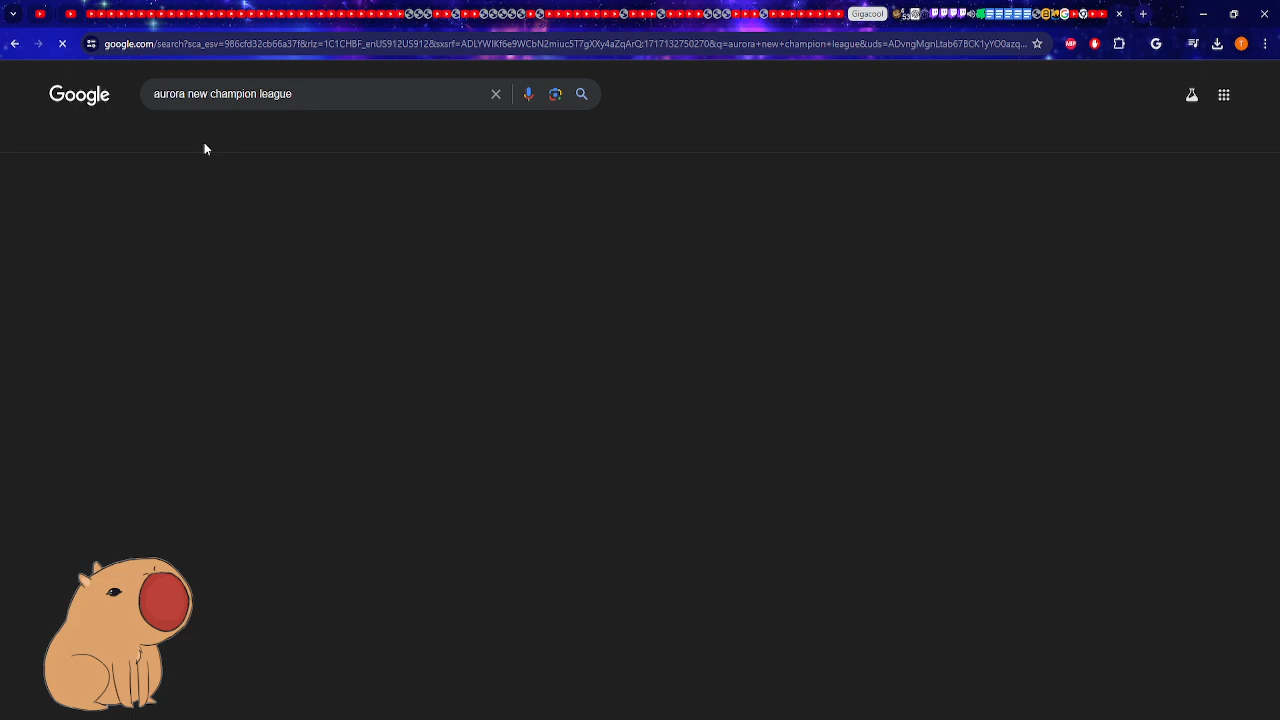 Gigacool
google.com/search?sca_esv=986cfd32cb66a37f&rlz=1C1CHBF_enUS912US912&sxsrf=ADLYWIKf6e9WCbN2miuc5T7gXXy4aZqArQ:1717132750270&q=aurora+new+champion+league&uds=ADvngMgnLtab67BCK1yYO0azq...
Google
aurora new champion league